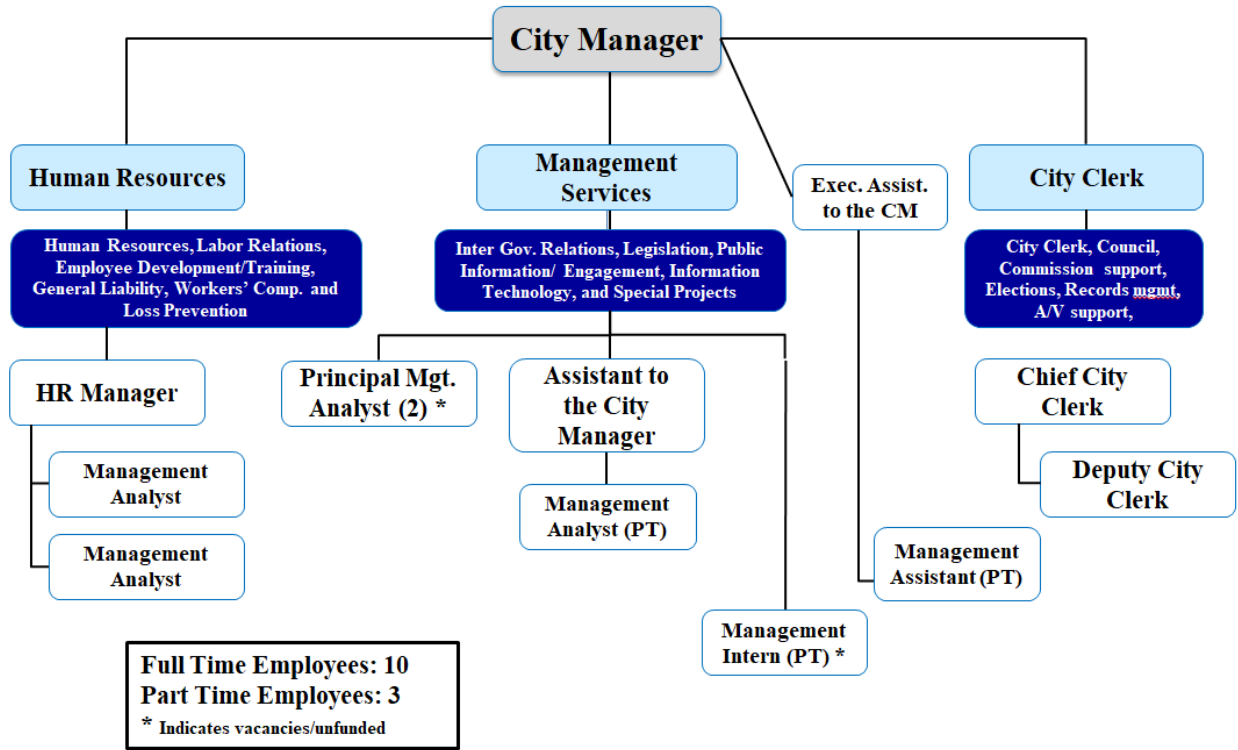 City Manager
Human Resources
Management
Services
Exec. Assist.
to the CM
City Clerk
Human Resources, Labor Relations,
Employee Development/Training,
General Liability, Workers’ Comp. and
Loss Prevention
Inter Gov. Relations, Legislation, Public
Information/ Engagement, Information
Technology, and Special Projects
City Clerk, Council,
Commission support,
Elections, Records mgmt,
A/V support,
HR Manager
Principal Mgt.
Analyst (2) *
Assistant to
the City
Manager
Chief City
Clerk
Management
Analyst
Management
Analyst (PT)
Deputy City
Clerk
Management
Analyst
Management
Assistant (PT)
Management
Intern (PT) *
Full Time Employees: 10
Part Time Employees: 3
* Indicates vacancies/unfunded